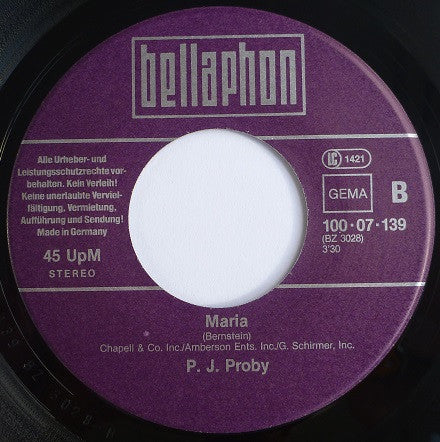 bellaphon
Alle Urheber- und
Leistungsschutzrechte vor-
behalten. Kein Verleih!
Keine unerlaubte Verviel-
fältigung, Vermietung,
Aufführung und Sendung!
Made in Germany
45 UpM
STEREO
LC 1421
GEMA
B
100·07·139
(BZ 3028)
3'30
Maria
(Bernstein)
Chapell & Co. Inc./Amberson Ents. Inc./G. Schirmer, Inc.
P. J. Proby